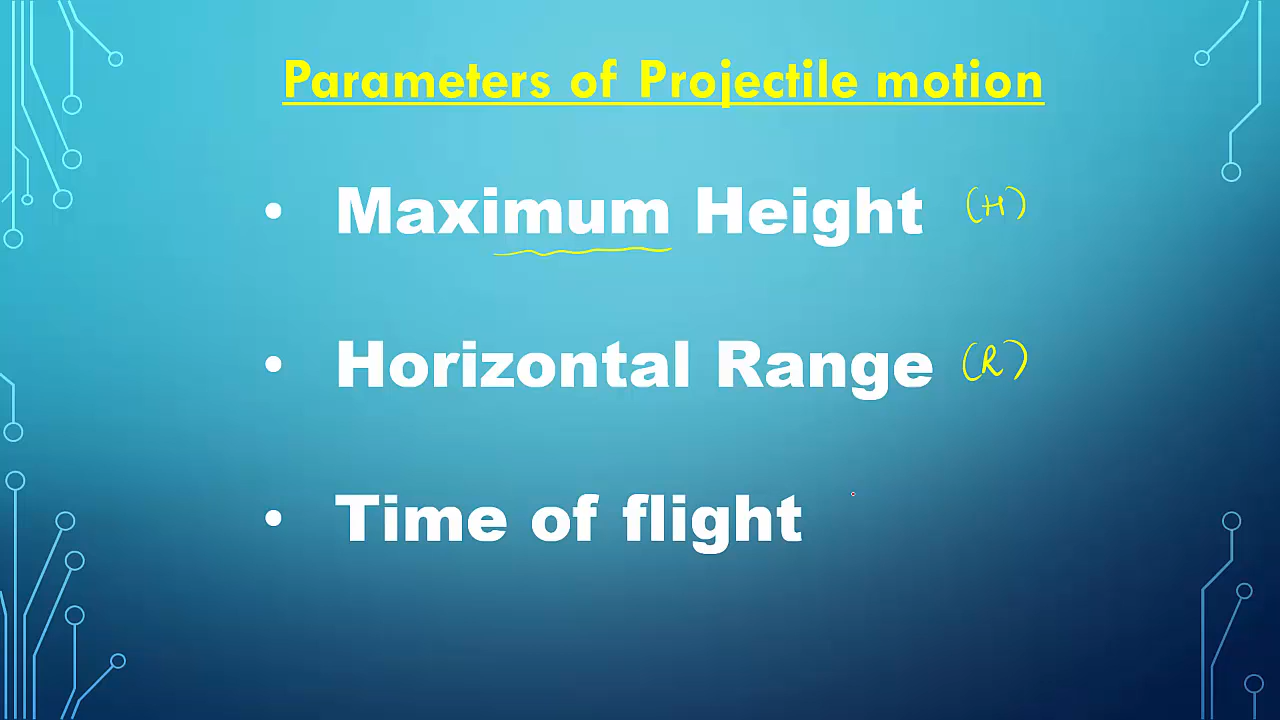 Parameters of Projectile motion
• Maximum Height (H)
• Horizontal Range (R)
• Time of flight